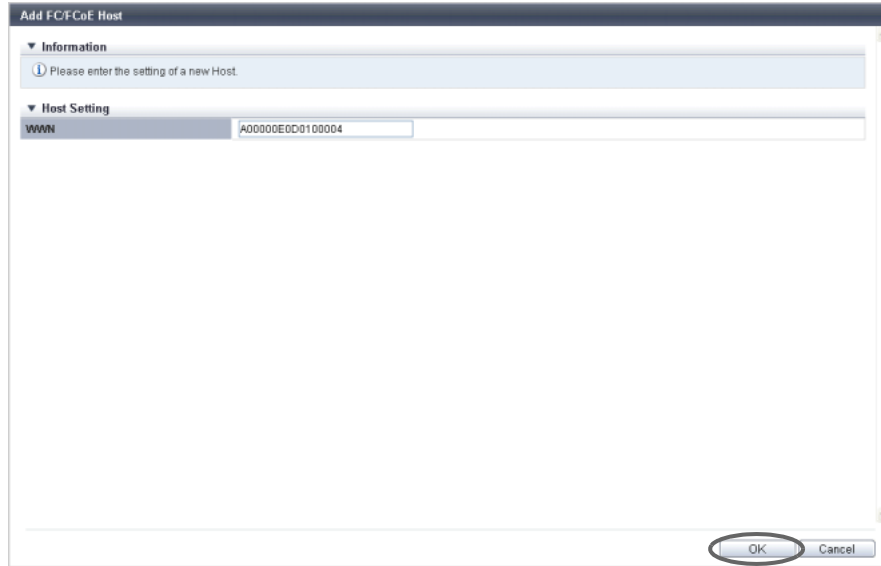 Add FC/FCoE Host
▼ Information
Please enter the setting of a new Host.
▼ Host Setting
WWN A00000E0D0100004
OK Cancel